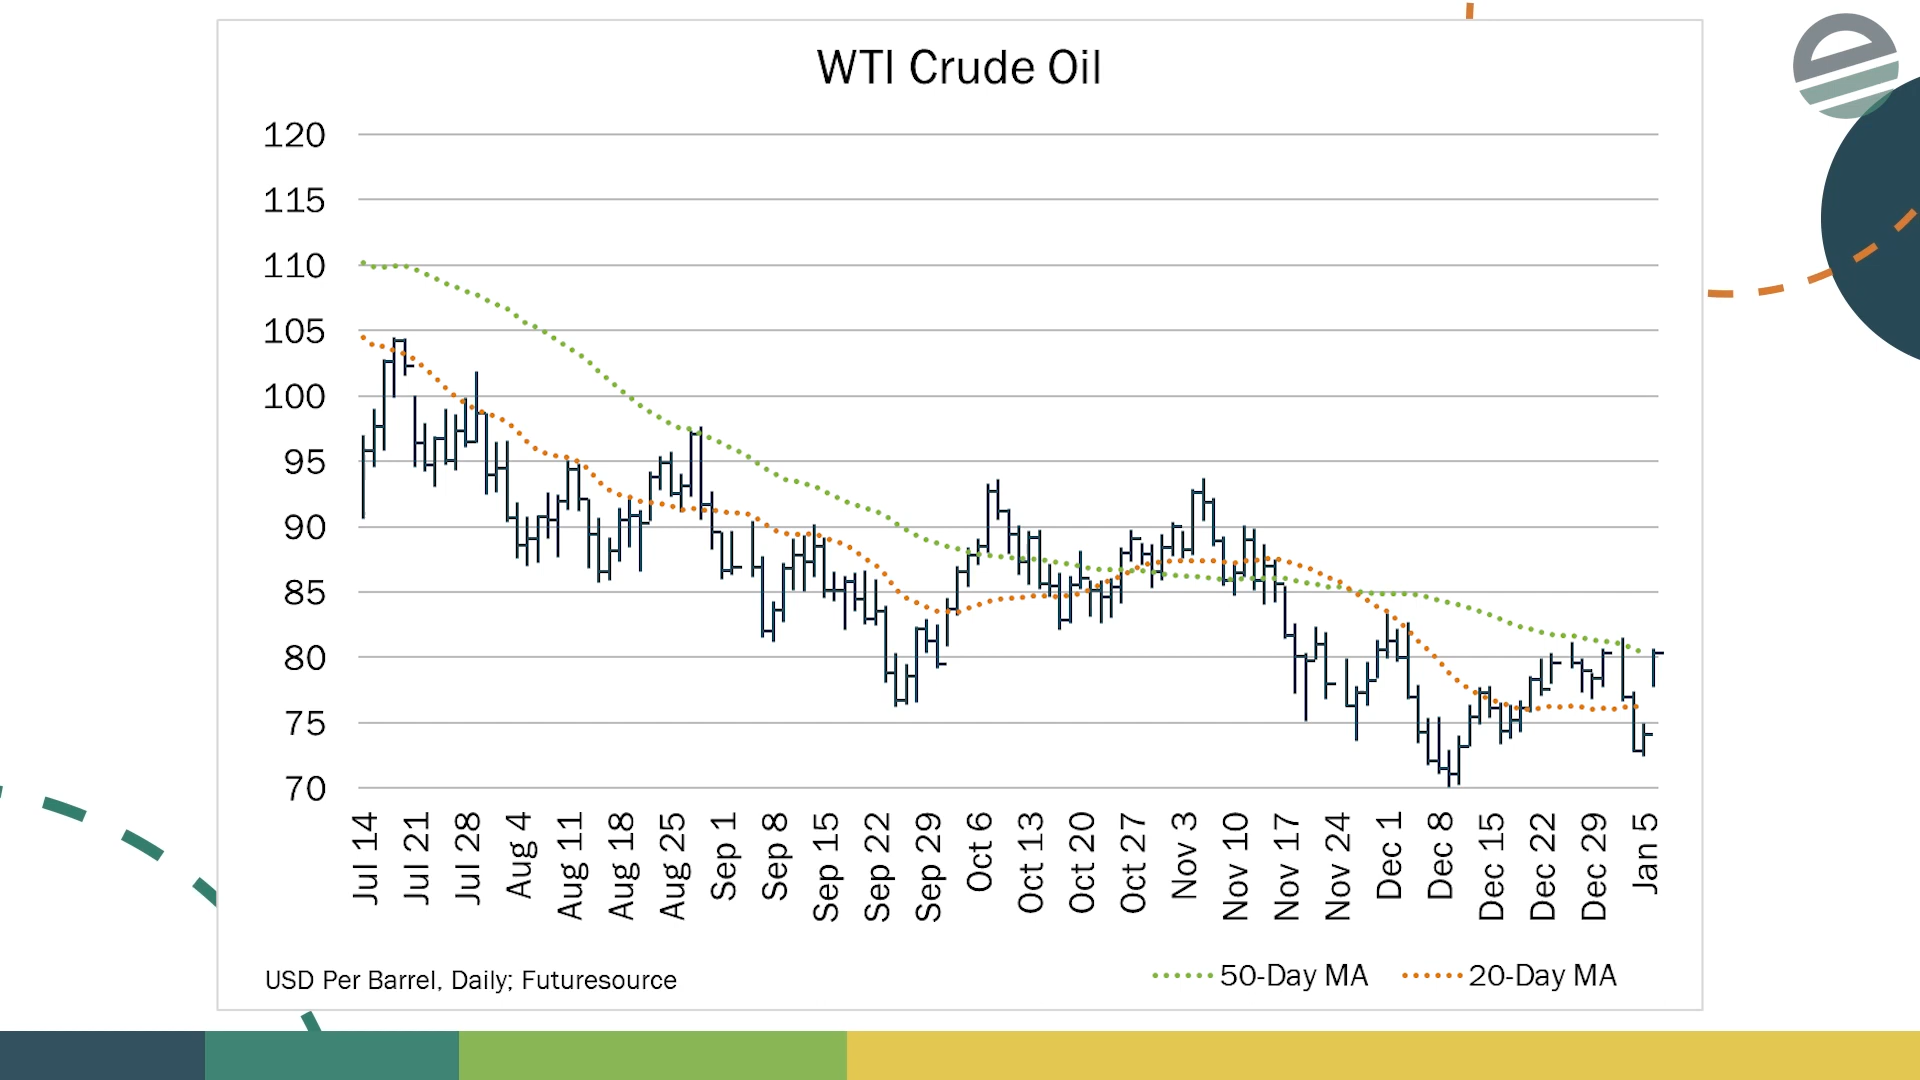 WTI Crude Oil
120
115
110
105
100
95
90
85
80
75
70
Jul 14
Jul 21
Jul 28
Aug 4
Aug 11
Aug 18
Aug 25
Sep 1
Sep 8
Sep 15
Sep 22
Sep 29
Oct 6
Oct 13
Oct 20
Oct 27
Nov 3
Nov 10
Nov 17
Nov 24
Dec 1
Dec 8
Dec 15
Dec 22
Dec 29
Jan 5
USD Per Barrel, Daily; Futuresource
50-Day MA
20-Day MA